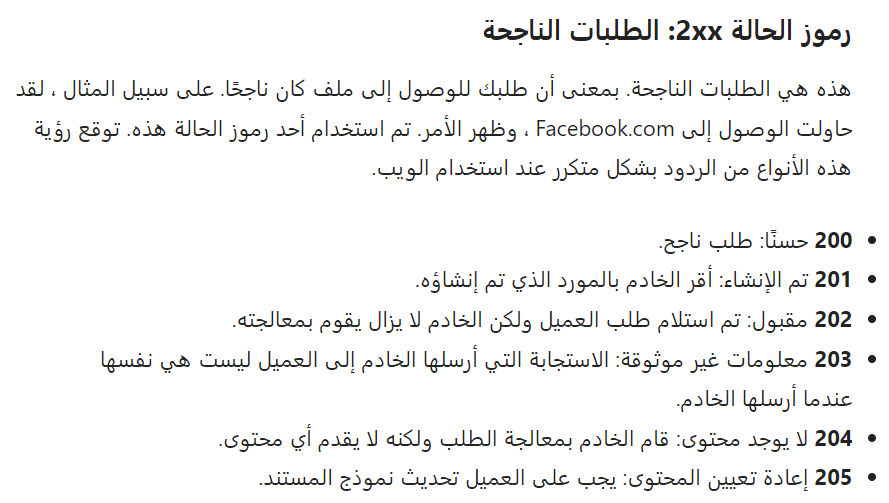 رموز الحالة 2xx: الطلبات الناجحة
هذه هي الطلبات الناجحة. بمعنى أن طلبك للوصول إلى ملف كان ناجحًا. على سبيل المثال ، لقد
حاولت الوصول إلى Facebook.com ، وظهر الأمر. تم استخدام أحد رموز الحالة هذه. توقع رؤية
هذه الأنواع من الردود بشكل متكرر عند استخدام الويب.
• 200 حسنًا: طلب ناجح.
• 201 تم الإنشاء: أقر الخادم بالمورد الذي تم إنشاؤه.
• 202 مقبول: تم استلام طلب العميل ولكن الخادم لا يزال يقوم بمعالجته.
• 203 معلومات غير موثوقة: الاستجابة التي أرسلها الخادم إلى العميل ليست هي نفسها
عندما أرسلها الخادم.
• 204 لا يوجد محتوى: قام الخادم بمعالجة الطلب ولكنه لا يقدم أي محتوى.
• 205 إعادة تعيين المحتوى: يجب على العميل تحديث نموذج المستند.